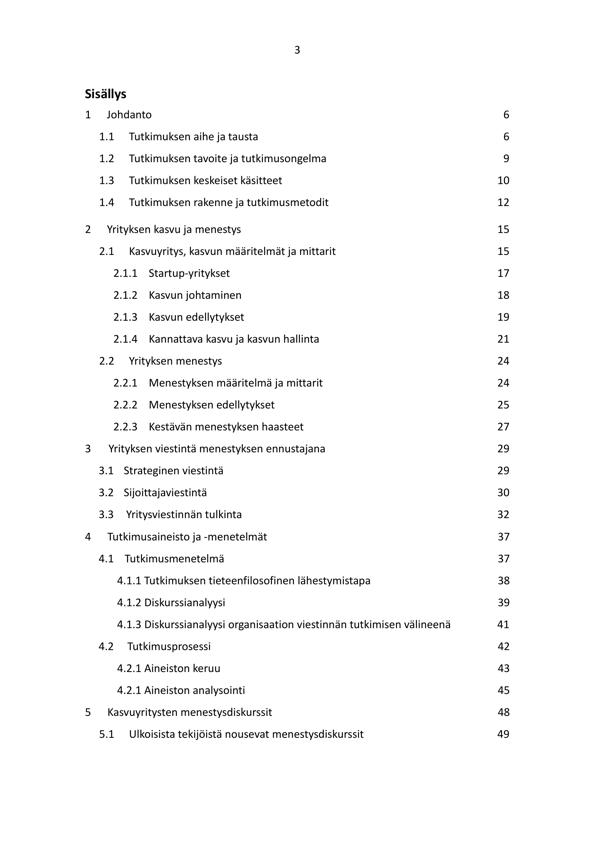 3
Sisällys
1 Johdanto 6
1.1 Tutkimuksen aihe ja tausta 6
1.2 Tutkimuksen tavoite ja tutkimusongelma 9
1.3 Tutkimuksen keskeiset käsitteet 10
1.4 Tutkimuksen rakenne ja tutkimusmetodit 12
2 Yrityksen kasvu ja menestys 15
2.1 Kasvuyritys, kasvun määritelmät ja mittarit 15
2.1.1 Startup-yritykset 17
2.1.2 Kasvun johtaminen 18
2.1.3 Kasvun edellytykset 19
2.1.4 Kannattava kasvu ja kasvun hallinta 21
2.2 Yrityksen menestys 24
2.2.1 Menestyksen määritelmä ja mittarit 24
2.2.2 Menestyksen edellytykset 25
2.2.3 Kestävän menestyksen haasteet 27
3 Yrityksen viestintä menestyksen ennustajana 29
3.1 Strateginen viestintä 29
3.2 Sijoittajaviestintä 30
3.3 Yritysviestinnän tulkinta 32
4 Tutkimusaineisto ja -menetelmät 37
4.1 Tutkimusmenetelmä 37
4.1.1 Tutkimuksen tieteenfilosofinen lähestymistapa 38
4.1.2 Diskurssianalyysi 39
4.1.3 Diskurssianalyysi organisaation viestinnän tutkimisen välineenä 41
4.2 Tutkimusprosessi 42
4.2.1 Aineiston keruu 43
4.2.1 Aineiston analysointi 45
5 Kasvuyritysten menestysdiskurssit 48
5.1 Ulkoisista tekijöistä nousevat menestysdiskurssit 49